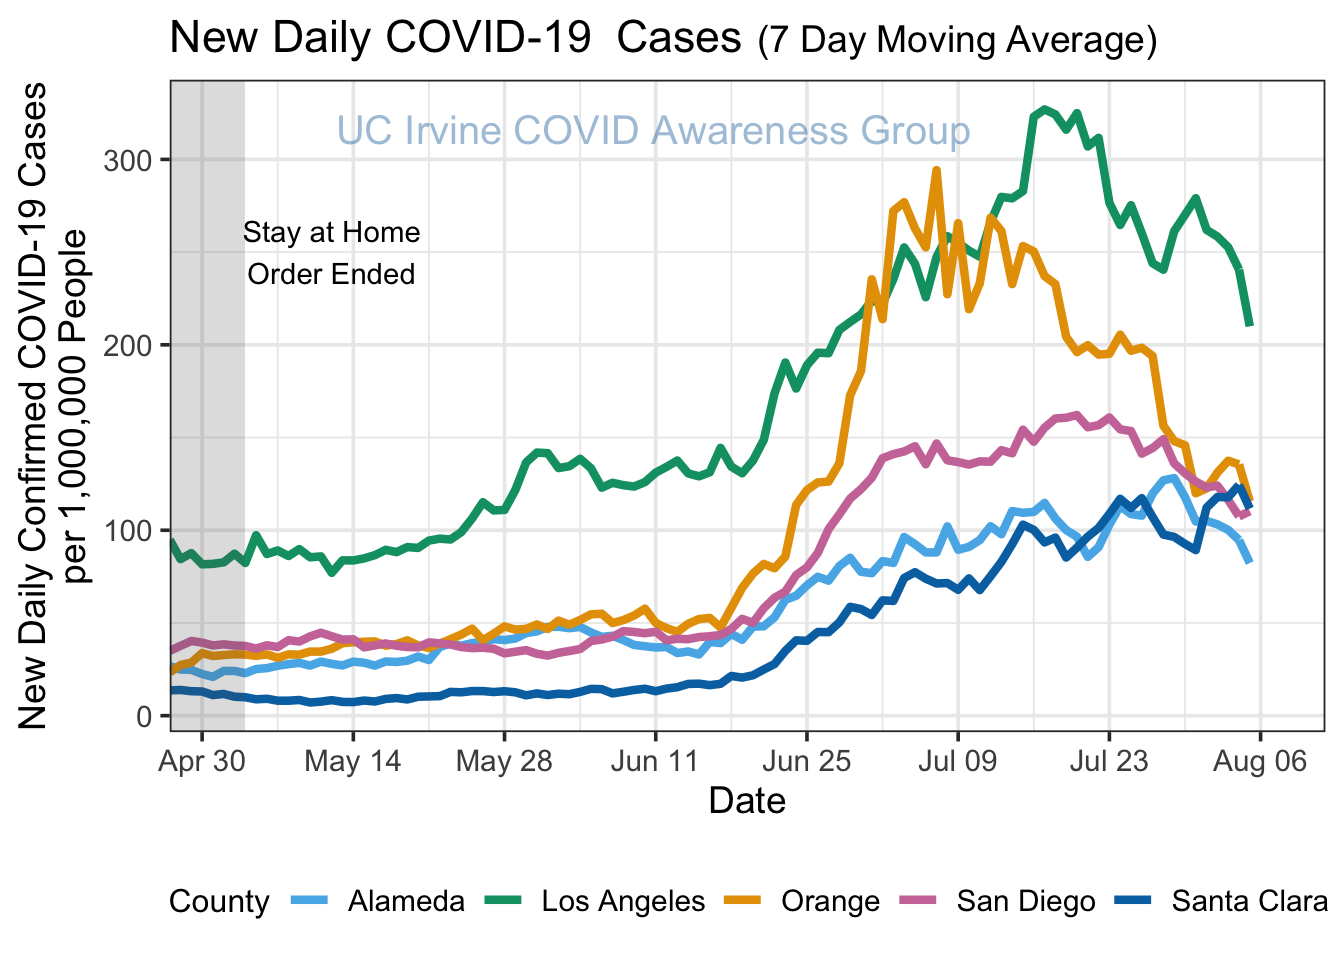 New Daily COVID-19 Cases (7 Day Moving Average)
UC Irvine COVID Awareness Group
Stay at Home
Order Ended
New Daily Confirmed COVID-19 Cases
per 1,000,000 People
300
200
100
0
Apr 30 May 14 May 28 Jun 11 Jun 25 Jul 09 Jul 23 Aug 06
Date
County Alameda Los Angeles Orange San Diego Santa Clara